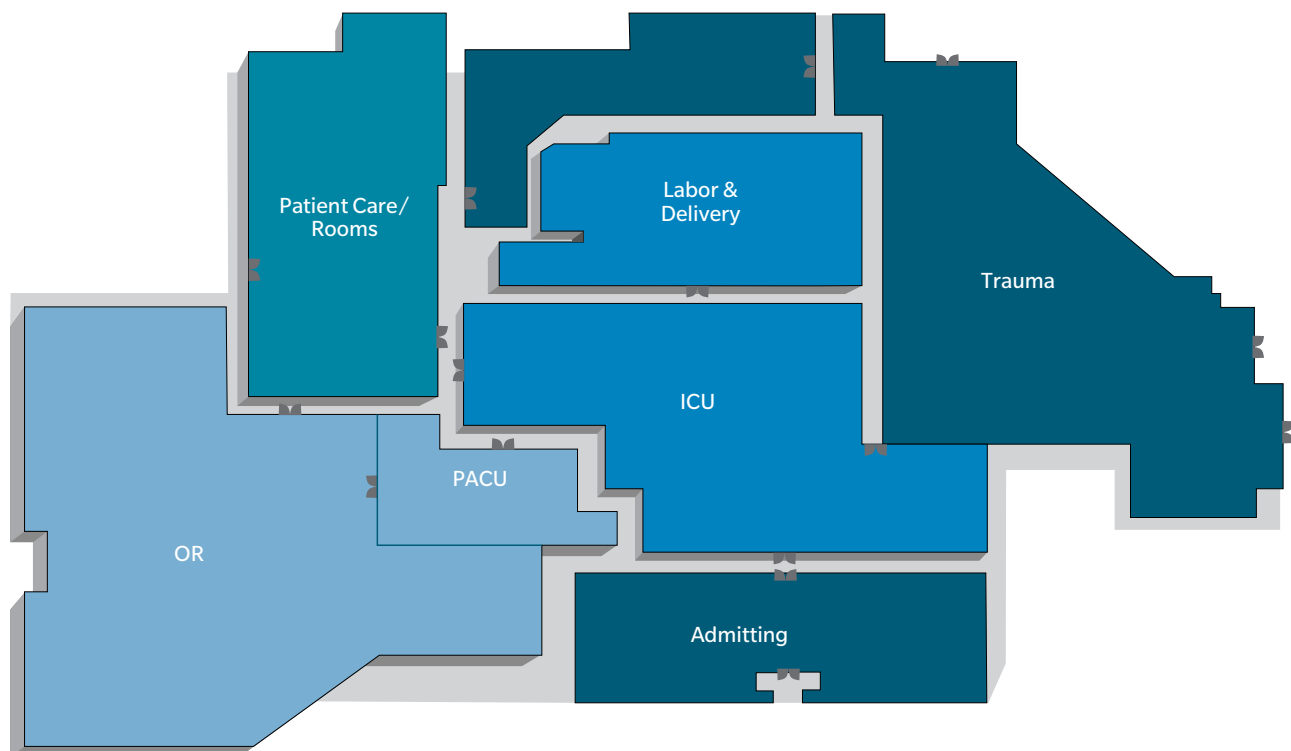 Patient Care/
Rooms
Labor &
Delivery
Trauma
ICU
PACU
OR
Admitting